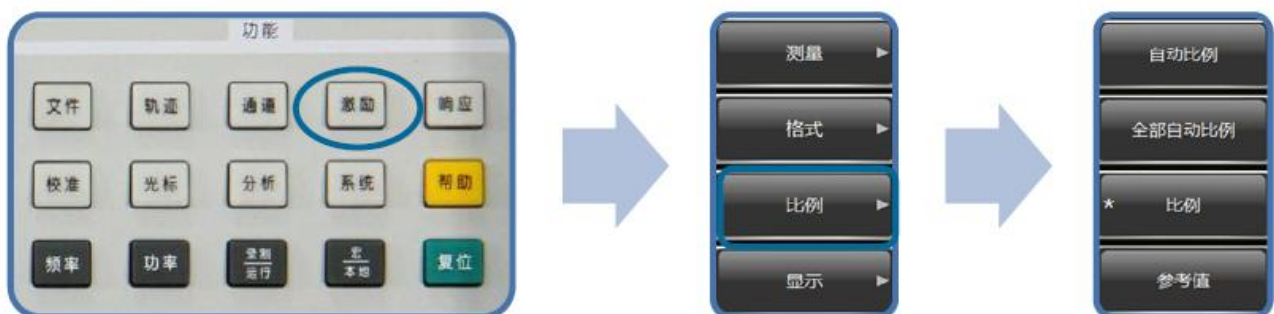 功能
文件 轨迹 通道 激励 响应
校准 光标 分析 系统 帮助
频率 功率 录制 宏 复位
运行 本地
测量
格式
比例
显示
自动比例
全部自动比例
* 比例
参考值